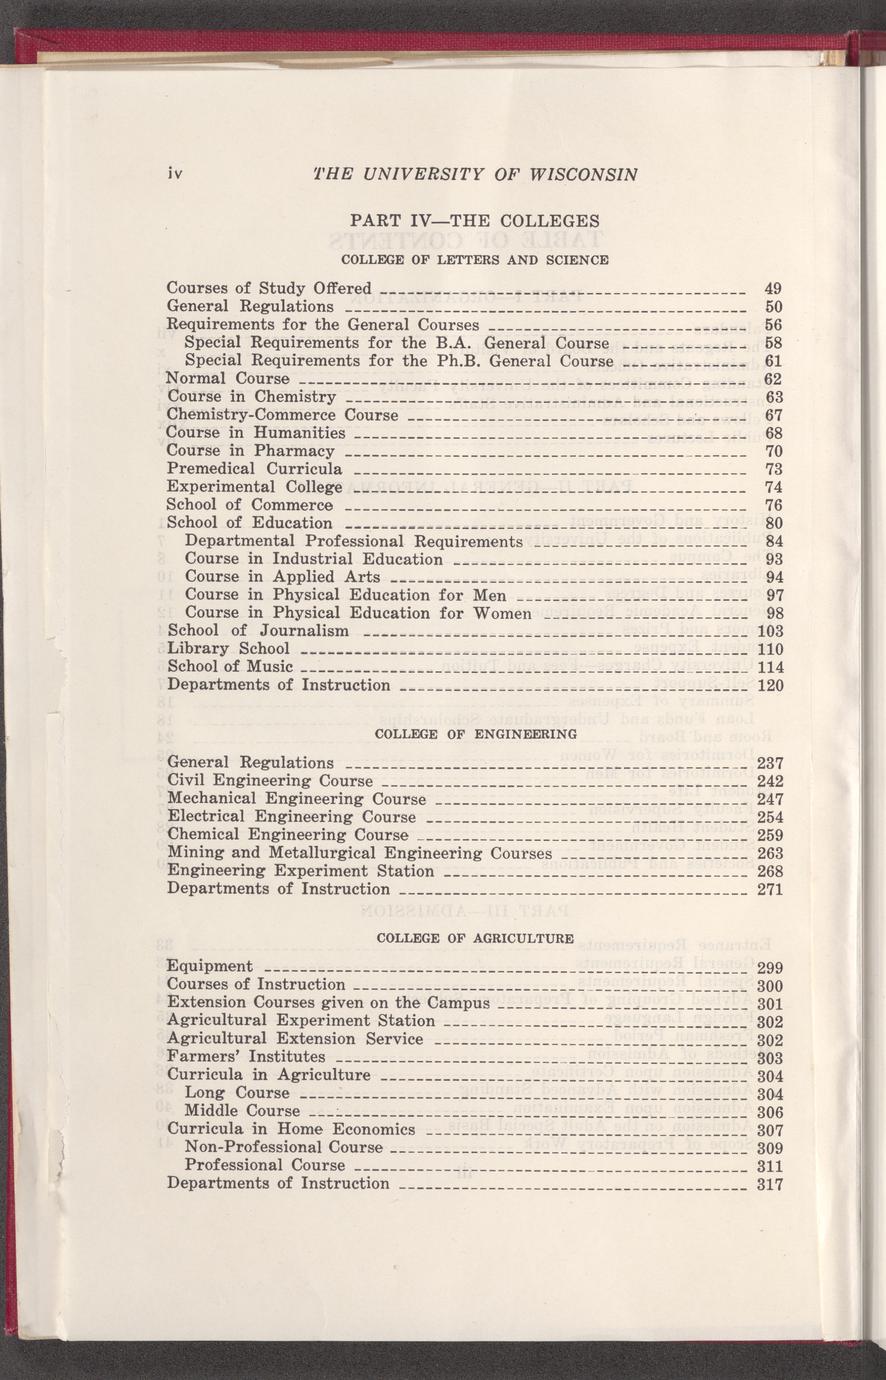 iv THE UNIVERSITY OF WISCONSIN
PART IV—THE COLLEGES
COLLEGE OF LETTERS AND SCIENCE
Courses of Study Offered 49
General Regulations 50
Requirements for the General Courses 56
Special Requirements for the B.A. General Course 58
Special Requirements for the Ph.B. General Course 61
Normal Course 62
Course in Chemistry 63
Chemistry-Commerce Course 67
Course in Humanities 68
Course in Pharmacy 70
Premedical Curricula 73
Experimental College 74
School of Commerce 76
School of Education 80
Departmental Professional Requirements 84
Course in Industrial Education 93
Course in Applied Arts 94
Course in Physical Education for Men 97
Course in Physical Education for Women 98
School of Journalism 103
Library School 110
School of Music 114
Departments of Instruction 120
COLLEGE OF ENGINEERING
General Regulations 237
Civil Engineering Course 242
Mechanical Engineering Course 247
Electrical Engineering Course 254
Chemical Engineering Course 259
Mining and Metallurgical Engineering Courses 263
Engineering Experiment Station 268
Departments of Instruction 271
COLLEGE OF AGRICULTURE
Equipment 299
Courses of Instruction 300
Extension Courses given on the Campus 301
Agricultural Experiment Station 302
Agricultural Extension Service 302
Farmers' Institutes 303
Curricula in Agriculture 304
Long Course 304
Middle Course 306
Curricula in Home Economics 307
Non-Professional Course 309
Professional Course 311
Departments of Instruction 317